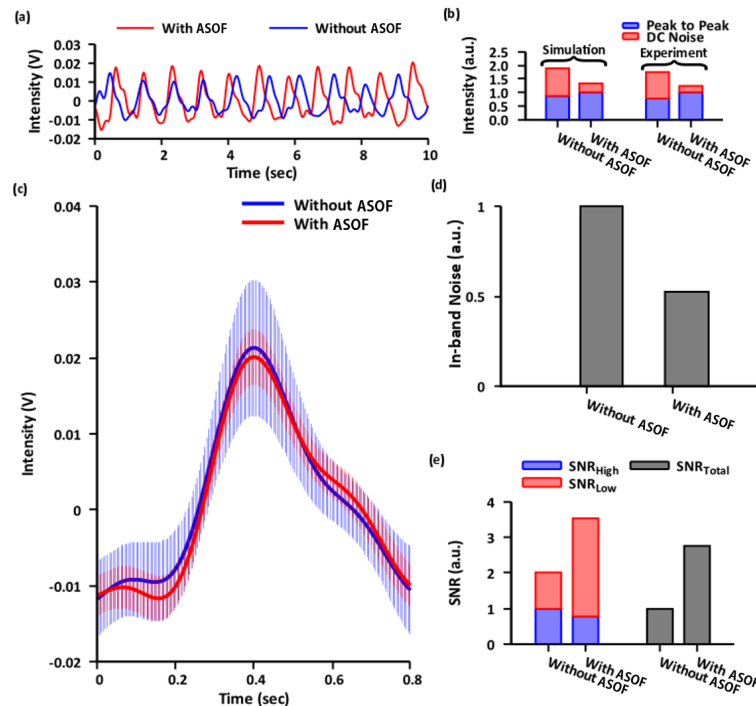 (a)
With ASOF
Without ASOF
Intensity (V)
0.03
0.02
0.01
0
-0.01
-0.02
0
2
4
6
8
10
Time (sec)
(b)
Peak to Peak
DC Noise
Simulation
Experiment
Intensity (a.u.)
2.5
2.0
1.5
1.0
0.5
0.0
Without ASOF
With ASOF
Without ASOF
With ASOF
(c)
Without ASOF
With ASOF
Intensity (V)
0.04
0.03
0.02
0.01
0
-0.01
-0.02
0
0.2
0.4
0.6
0.8
Time (sec)
(d)
In-band Noise (a.u.)
1
0.5
0
Without ASOF
With ASOF
(e)
SNRHigh
SNRLow
SNRTotal
SNR (a.u.)
4
3
2
1
0
Without ASOF
With ASOF
Without ASOF
With ASOF